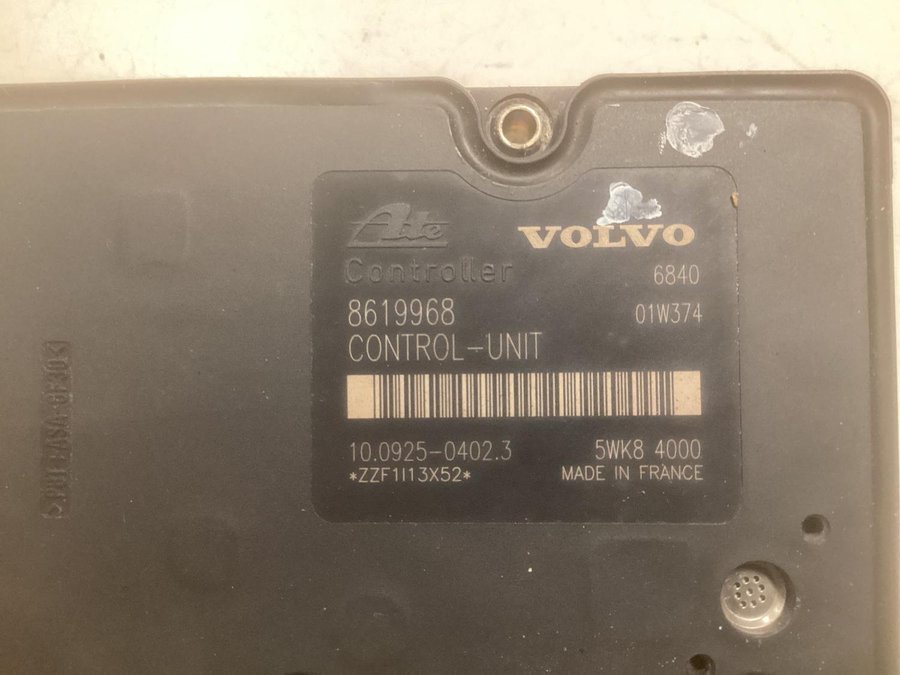 Ate
VOLVO
Controller
6840
8619968
01W374
CONTROL-UNIT
10.0925-0402.3
5WK8 4000
*ZZF1I13X52*
MADE IN FRANCE